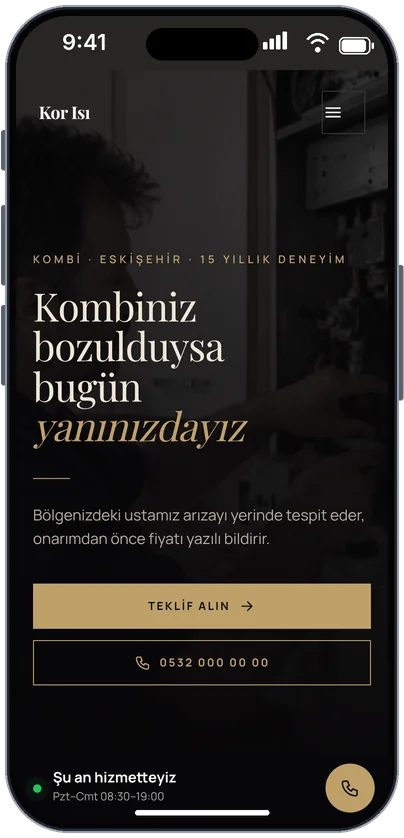 9:41
Kor Isı
KOMBİ · ESKİŞEHİR · 15 YILLIK DENEYİM
Kombiniz
bozulduysa
bugün
yanınızdayız
Bölgenizdeki ustamız arızayı yerinde tespit eder,
onarımdan önce fiyatı yazılı bildirir.
TEKLİF ALIN →
0532 000 00 00
Şu an hizmetteyiz
Pzt–Cmt 08:30–19:00